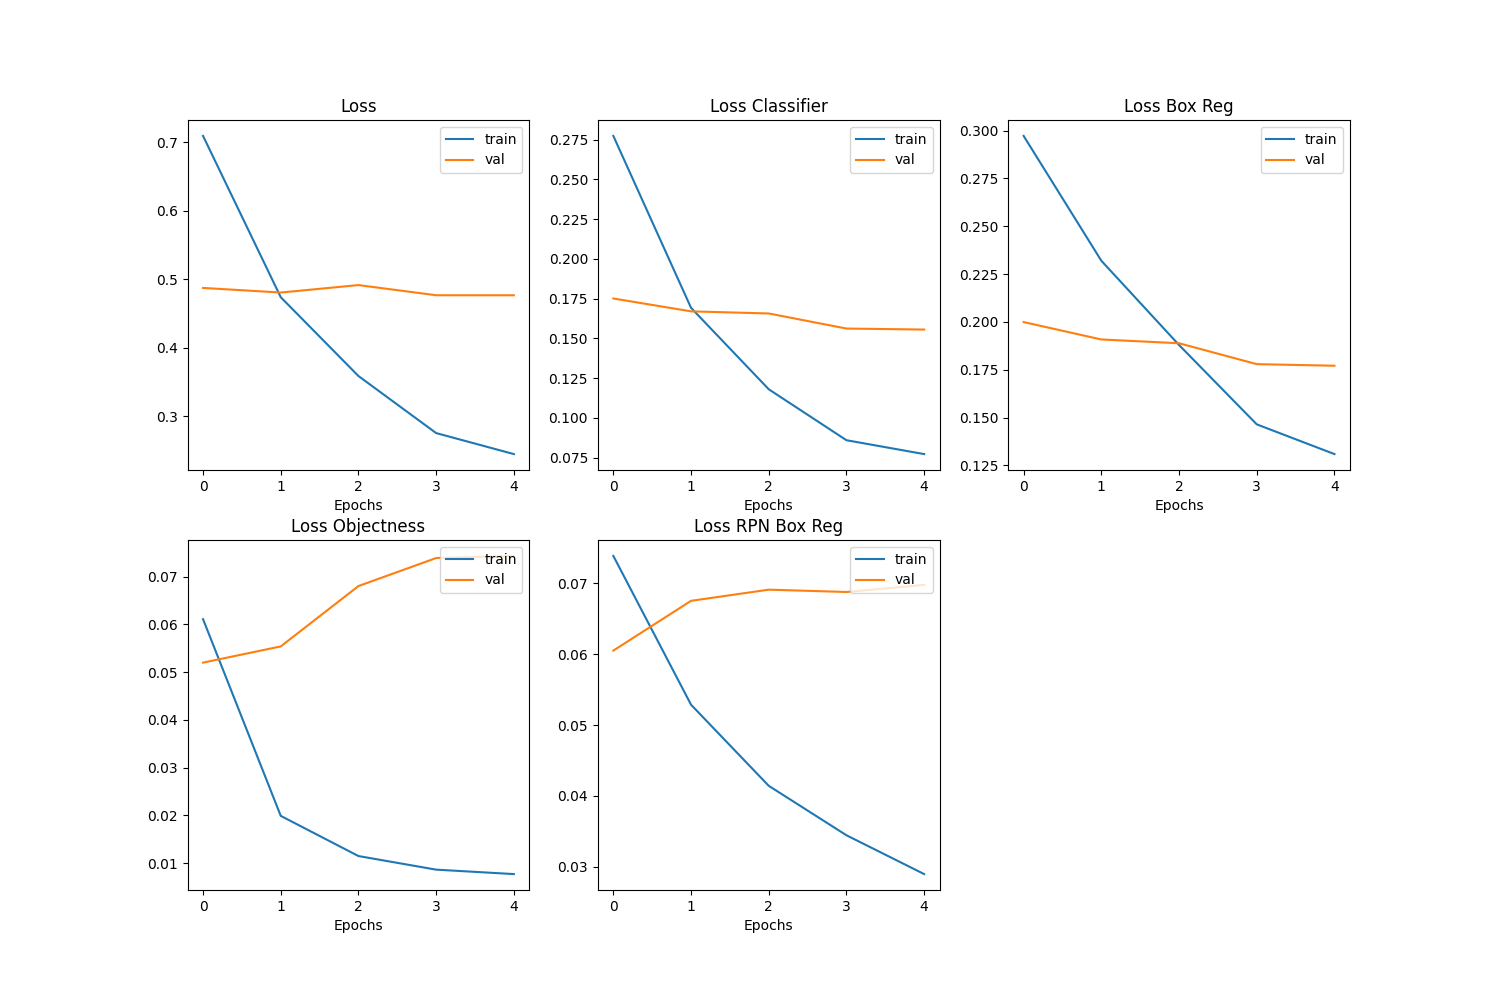 Loss
0.7
0.6
0.5
0.4
0.3
0 1 2 3 4
Epochs
train
val
Loss Classifier
0.275
0.250
0.225
0.200
0.175
0.150
0.125
0.100
0.075
0 1 2 3 4
Epochs
train
val
Loss Box Reg
0.300
0.275
0.250
0.225
0.200
0.175
0.150
0.125
0 1 2 3 4
Epochs
train
val
Loss Objectness
0.07
0.06
0.05
0.04
0.03
0.02
0.01
0 1 2 3 4
Epochs
train
val
Loss RPN Box Reg
0.07
0.06
0.05
0.04
0.03
0 1 2 3 4
Epochs
train
val